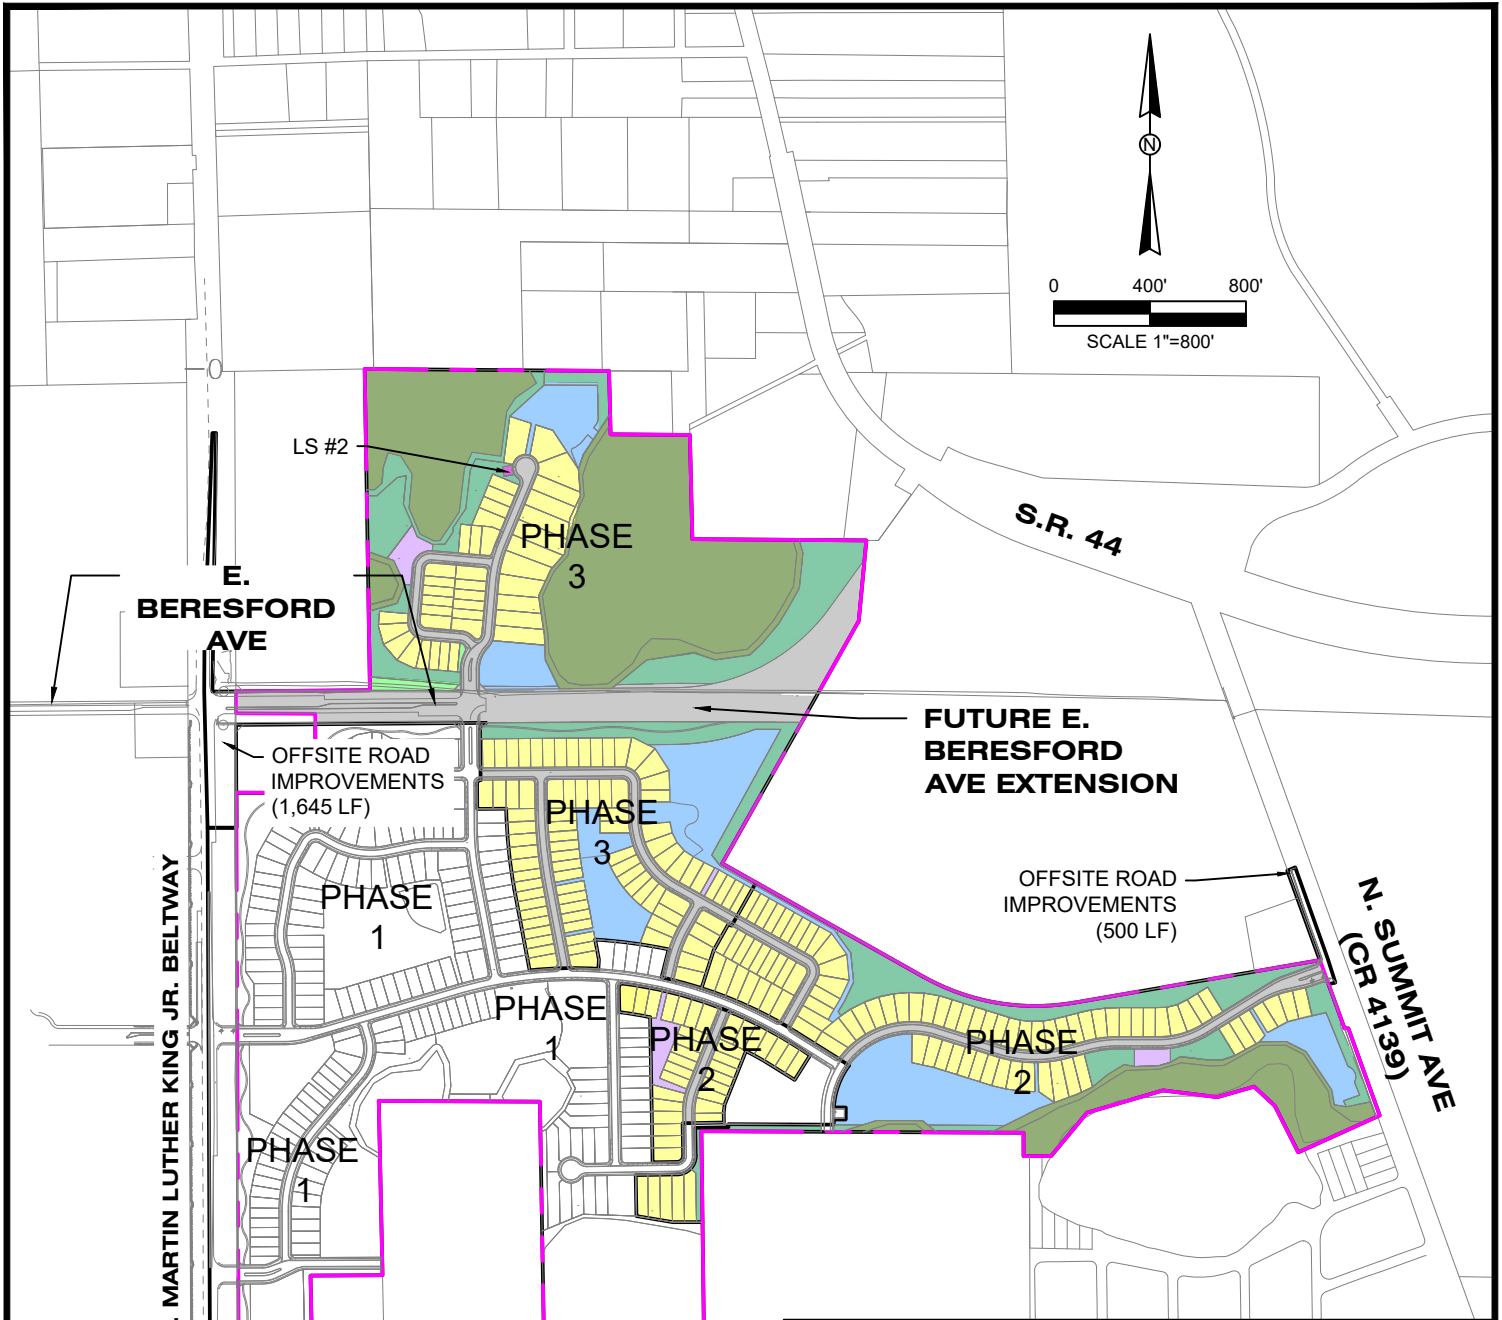 N
0 400' 800'
SCALE 1"=800'
LS #2
S.R. 44
PHASE
3
E.
BERESFORD
AVE
FUTURE E.
BERESFORD
AVE EXTENSION
OFFSITE ROAD
IMPROVEMENTS
(1,645 LF)
PHASE
3
OFFSITE ROAD
IMPROVEMENTS
(500 LF)
N. SUMMIT AVE
(CR 4139)
MARTIN LUTHER KING JR. BELTWAY
PHASE
1
PHASE
1
PHASE
2
PHASE
2
PHASE
1